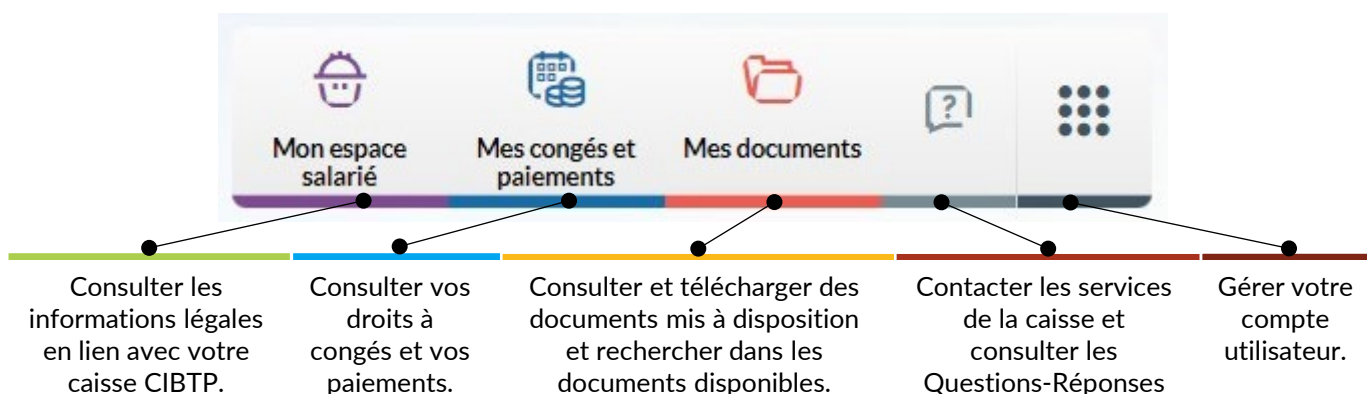 Mon espace
salarié
Mes congés et
paiements
Mes documents
?
Consulter les
informations légales
en lien avec votre
caisse CIBTP.
Consulter vos
droits à
congés et vos
paiements.
Consulter et télécharger des
documents mis à disposition
et rechercher dans les
documents disponibles.
Contacter les services
de la caisse et
consulter les
Questions-Réponses
Gérer votre
compte
utilisateur.